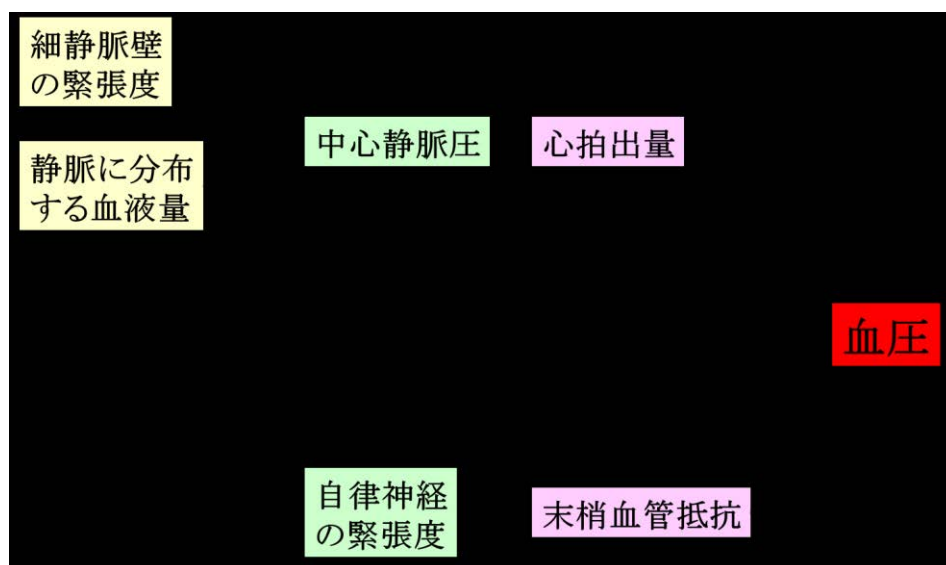 細静脈壁
の緊張度
静脈に分布
する血液量
中心静脈圧
心拍出量
血圧
自律神経
の緊張度
末梢血管抵抗